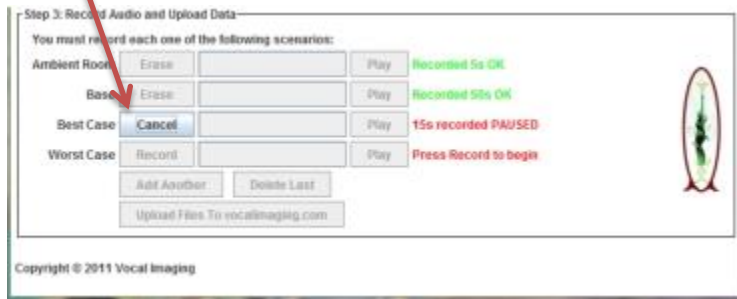 Step 3: Record Audio and Upload Data
You must record each one of the following scenarios:
Ambient Room Erase Play Recorded 5s OK
Base Erase Play Recorded 50s OK
Best Case Cancel Play 15s recorded PAUSED
Worst Case Record Play Press Record to begin
Add Another Delete Last
Upload Files To vocalimaging.com
Copyright © 2011 Vocal Imaging